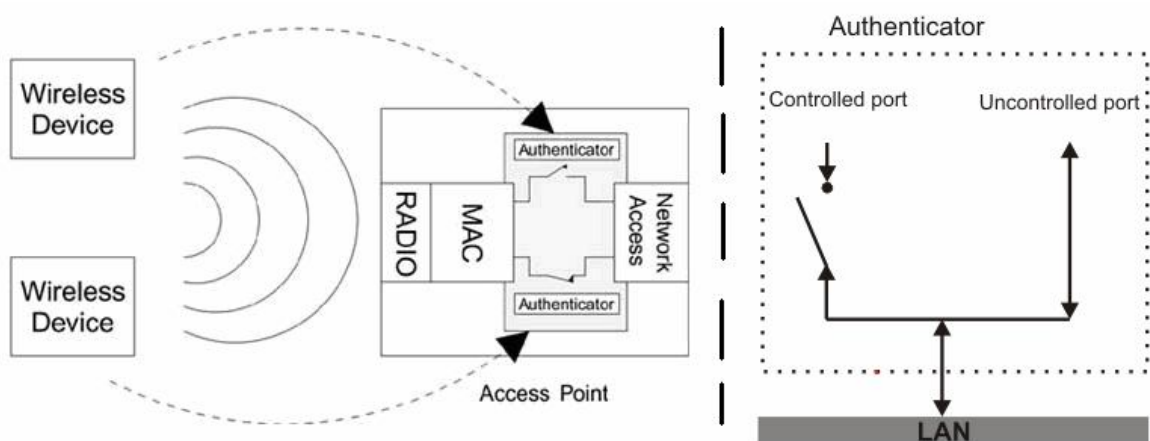 Wireless
Device
Wireless
Device
Authenticator
RADIO
MAC
Network
Access
Authenticator
Access Point
Authenticator
Controlled port
Uncontrolled port
LAN